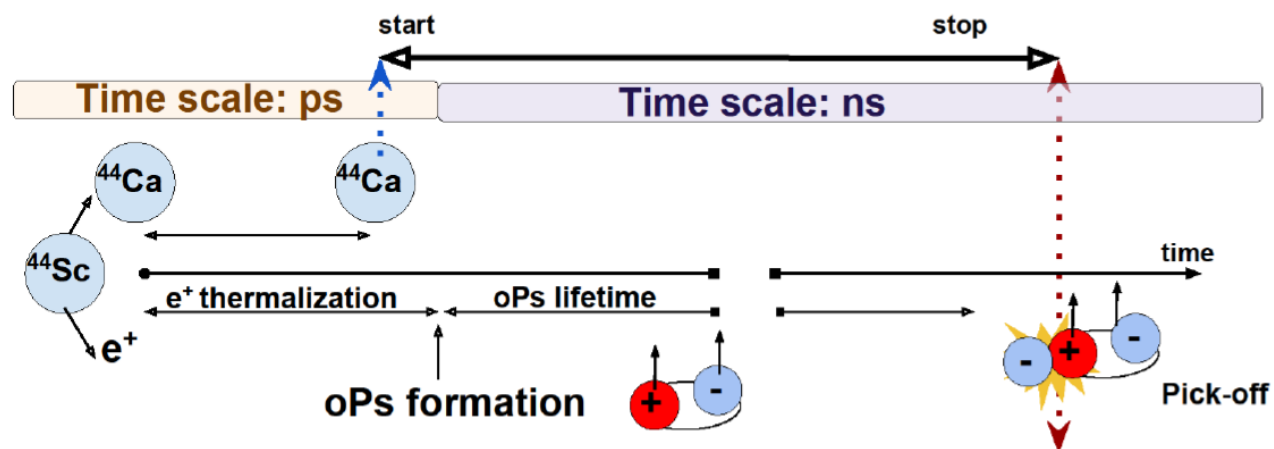 start
stop
Time scale: ps
Time scale: ns
⁴⁴Ca
⁴⁴Ca
⁴⁴Sc
time
e⁺ thermalization
oPs lifetime
e⁺
oPs formation
+
-
-
+
-
Pick-off